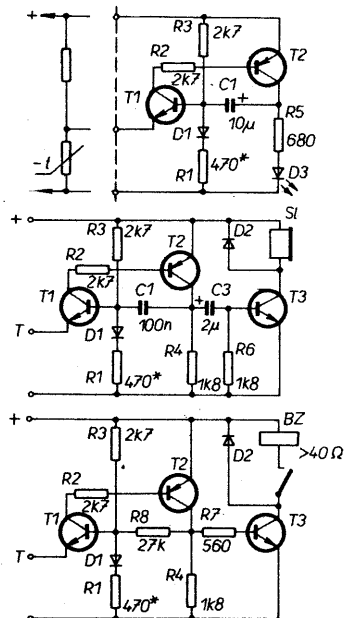 +
R3
2k7
R2
2k7
T2
T1
C1
+
10µ
R5
680
D1
R1
470*
D3
-t
+
R3
2k7
D2
Sł
R2
2k7
T2
T1
C1
100n
+
C3
2µ
T3
T
D1
R1
470*
R4
1k8
R6
1k8
+
R3
2k7
D2
BZ
>40Ω
R2
2k7
T2
T1
R8
27k
R7
560
T3
T
D1
R1
470*
R4
1k8